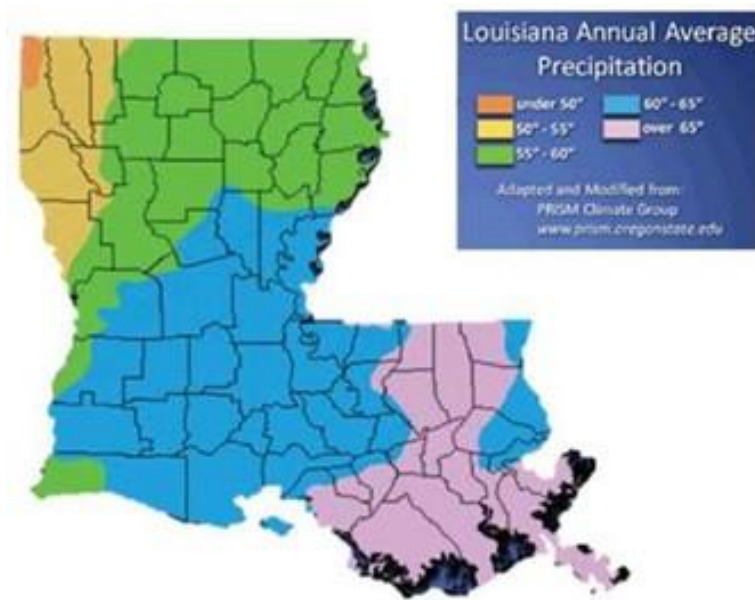 Louisiana Annual Average
Precipitation
under 50"
60" - 65"
50" - 55"
over 65"
55" - 60"
Adapted and Modified from:
PRISM Climate Group
www.prism.oregonstate.edu